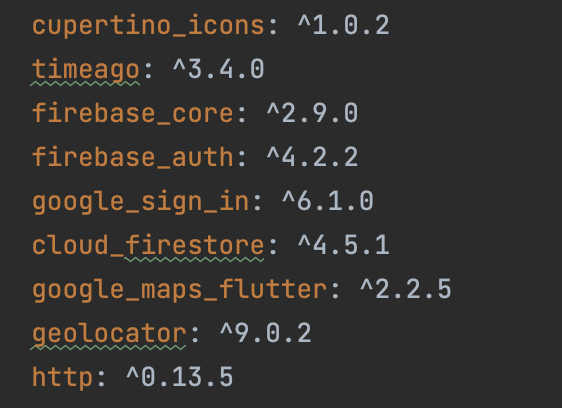 cupertino_icons: ^1.0.2
timeago: ^3.4.0
firebase_core: ^2.9.0
firebase_auth: ^4.2.2
google_sign_in: ^6.1.0
cloud_firestore: ^4.5.1
google_maps_flutter: ^2.2.5
geolocator: ^9.0.2
http: ^0.13.5